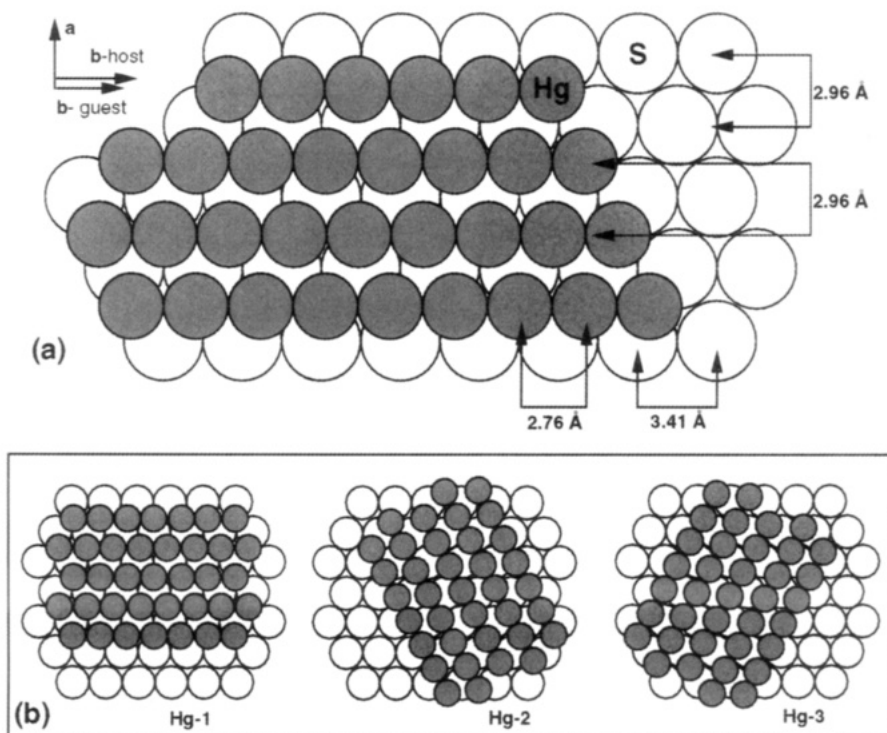 a
b-host
b- guest
Hg
S
2.96 Å
2.96 Å
(a)
2.76 Å
3.41 Å
(b)
Hg-1
Hg-2
Hg-3